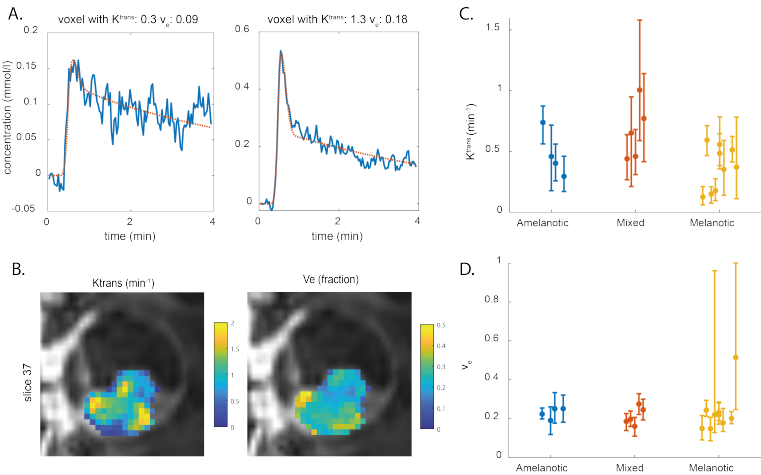 A.
voxel with Ktrans: 0.3 ve: 0.09
voxel with Ktrans: 1.3 ve: 0.18
concentration (mmol/l)
0.2
0.15
0.1
0.05
0
-0.05
0 2 4
time (min)
0.6
0.4
0.2
0
0 2 4
time (min)
B.
Ktrans (min-1)
Ve (fraction)
slice 37
2
1.5
1
0.5
0
0.5
0.4
0.3
0.2
0.1
0
C.
Ktrans (min-1)
1.5
1
0.5
0
Amelanotic Mixed Melanotic
D.
ve
1
0.8
0.6
0.4
0.2
0
Amelanotic Mixed Melanotic